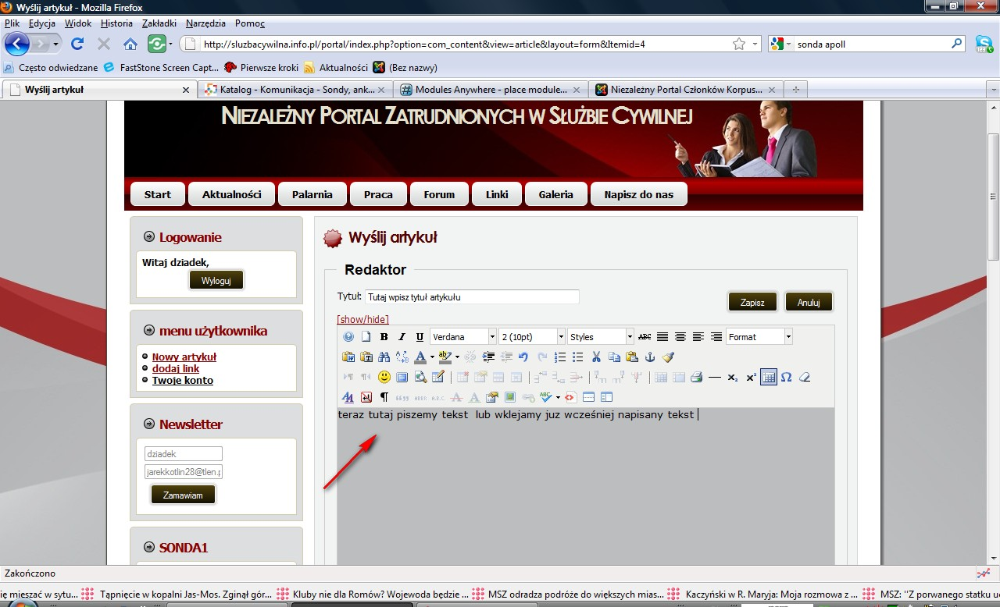 Wyślij artykuł - Mozilla Firefox
Plik Edycja Widok Historia Zakładki Narzędzia Pomoc
http://sluzbacywilna.info.pl/portal/index.php?option=com_content&view=article&layout=form&Itemid=4
sonda apoll
Często odwiedzane FastStone Screen Capt... Pierwsze kroki Aktualności (Bez nazwy)
Wyślij artykuł Katalog - Komunikacja - Sondy, ank... Modules Anywhere - place module... Niezależny Portal Członków Korpus...
NIEZALEŻNY PORTAL ZATRUDNIONYCH W SŁUŻBIE CYWILNEJ
Start Aktualności Palarnia Praca Forum Linki Galeria Napisz do nas
Logowanie
Witaj dziadek,
Wyloguj
menu użytkownika
Nowy artykuł
dodaj link
Twoje konto
Newsletter
dziadek
jarekkotlin28@tlen.p
Zamawiam
SONDA1
Wyślij artykuł
Redaktor
Tytuł: Tutaj wpisz tytuł artykułu
Zapisz Anuluj
[show/hide]
B I U Verdana 2 (10pt) Styles ABC Format
teraz tutaj piszemy tekst lub wklejamy juz wcześniej napisany tekst
Zakończono
ię mieszać w sytu... Tąpnięcie w kopalni Jas-Mos. Zginął gór... Kluby nie dla Romów? Wojewoda będzie ... MSZ odradza podróże do większych mias... Kaczyński w R. Maryja: Moja rozmowa z ... MSZ: "Z porwanego statku u